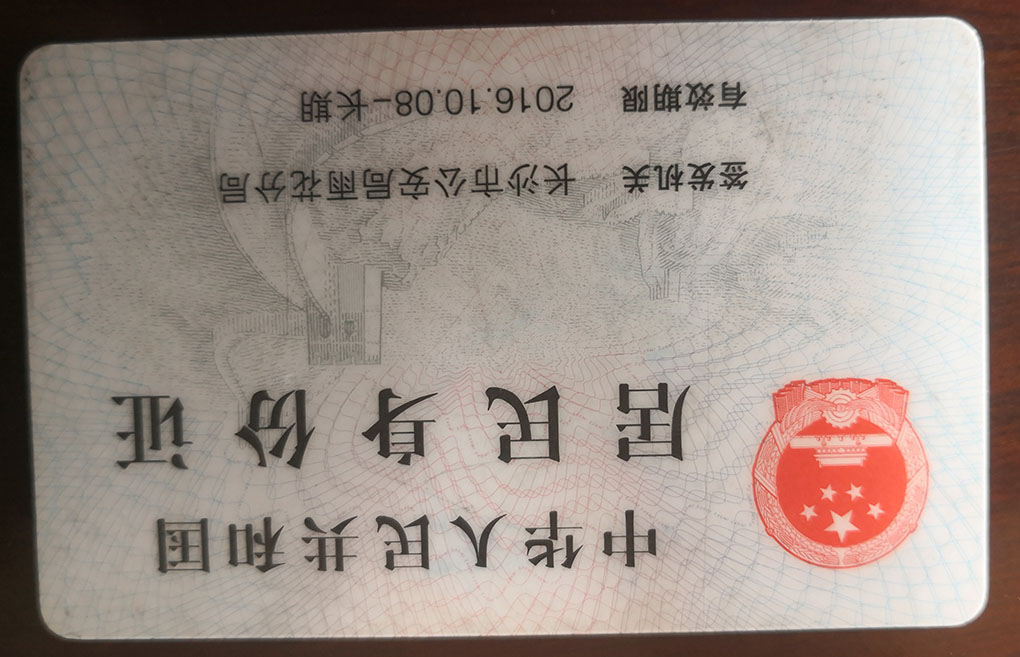 中华人民共和国
居民身份证
签发机关 长沙市公安局雨花分局
有效期限 2016.10.08-长期